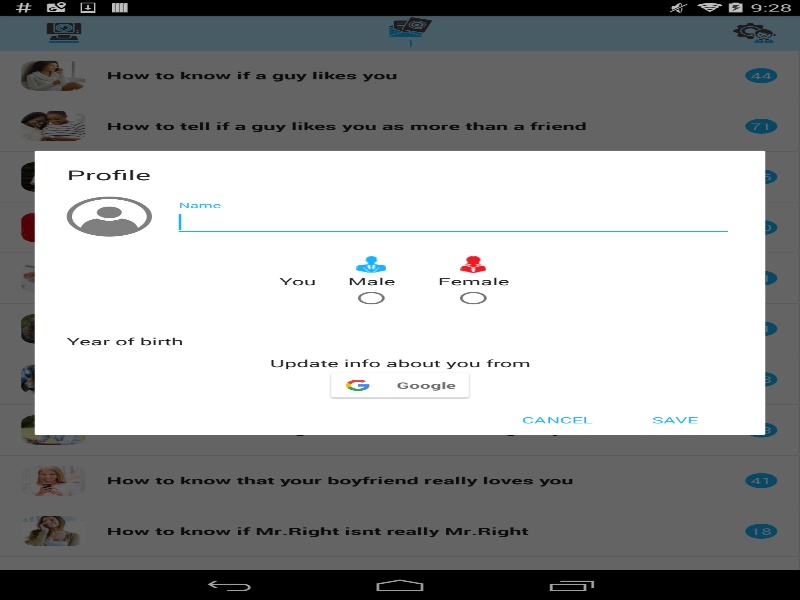 9:28
How to know if a guy likes you
44
How to tell if a guy likes you as more than a friend
71
Profile
Name
You
Male
Female
Year of birth
Update info about you from
Google
CANCEL
SAVE
How to know that your boyfriend really loves you
41
How to know if Mr.Right isnt really Mr.Right
18